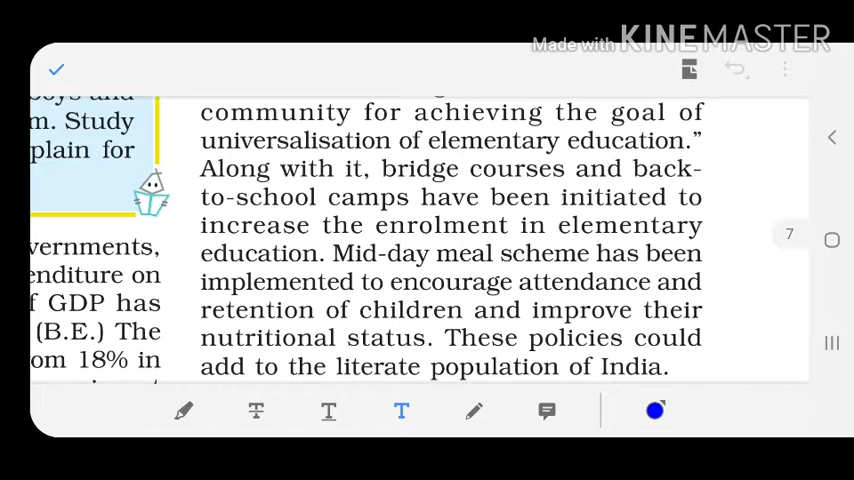 Made with KINEMASTER
boys and
m. Study
plain for
vernments,
enditure on
f GDP has
(B.E.) The
om 18% in
community for achieving the goal of
universalisation of elementary education.”
Along with it, bridge courses and back-
to-school camps have been initiated to
increase the enrolment in elementary
education. Mid-day meal scheme has been
implemented to encourage attendance and
retention of children and improve their
nutritional status. These policies could
add to the literate population of India.
7